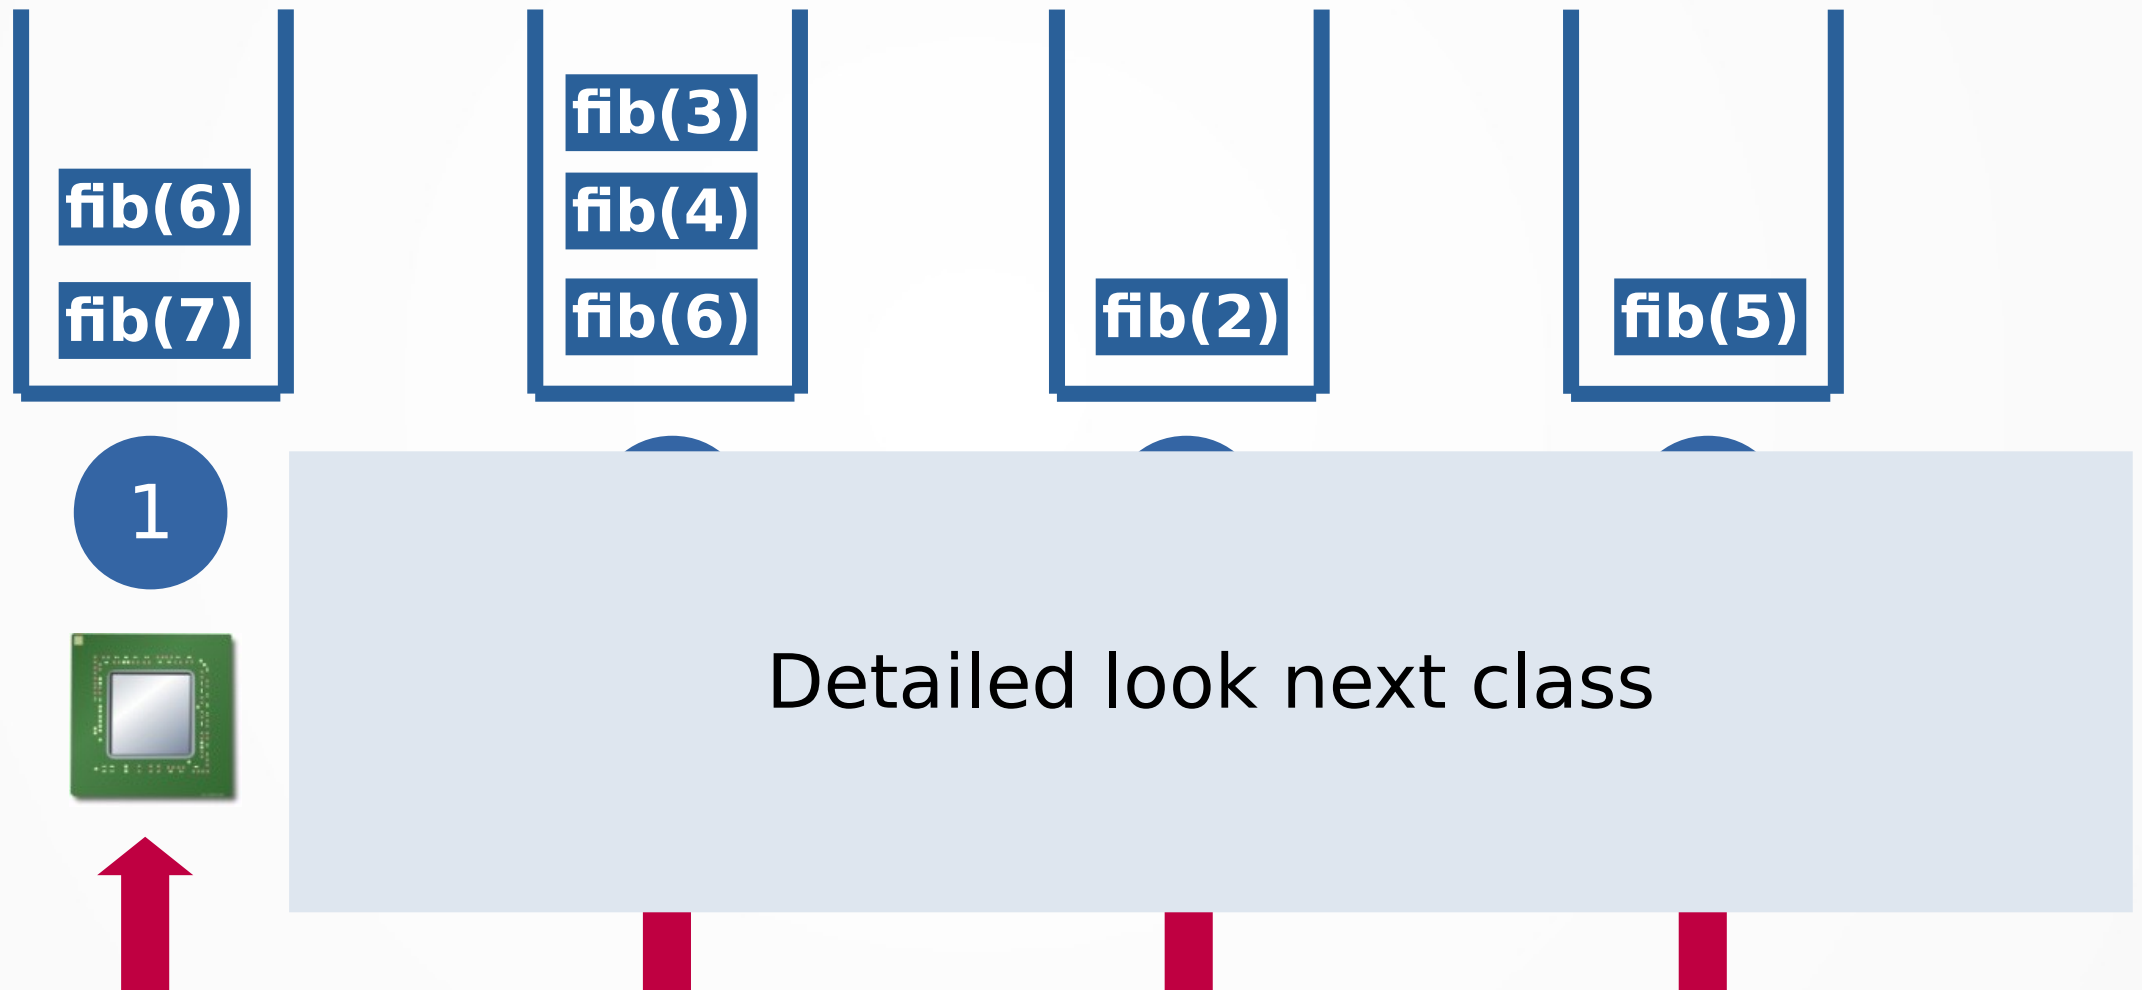 fib(3)
fib(6)
fib(4)
fib(7)
fib(6)
fib(2)
fib(5)
1
Detailed look next class